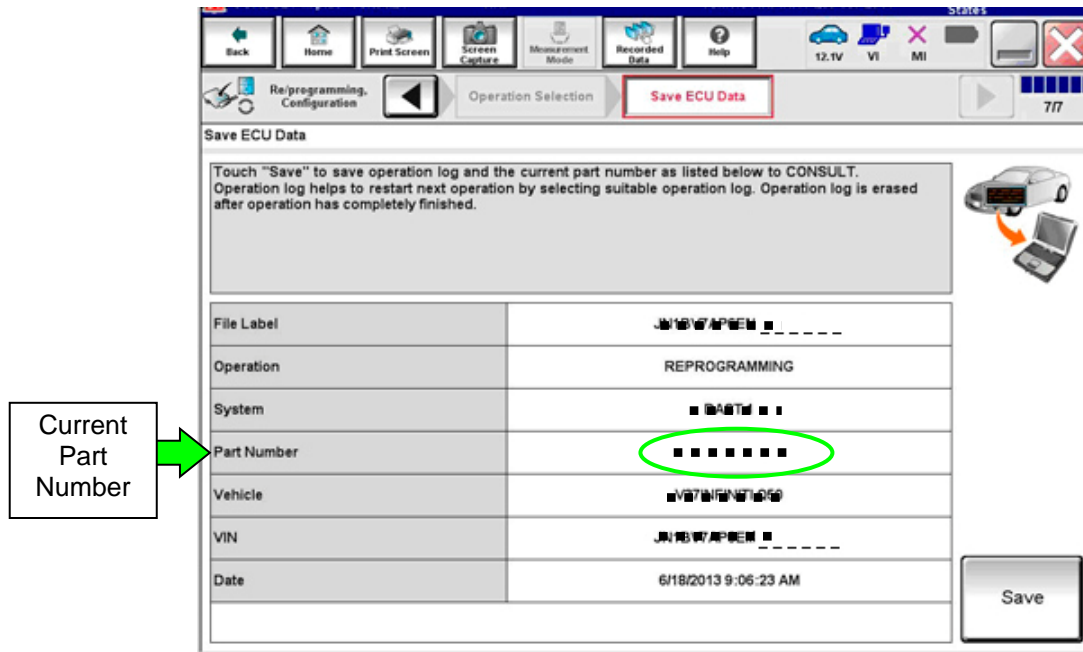 States
Back
Home
Print Screen
Screen
Capture
Measurement
Mode
Recorded
Data
Help
12.1V
VI
MI
Re/programming,
Configuration
Operation Selection
Save ECU Data
7/7
Save ECU Data
Touch "Save" to save operation log and the current part number as listed below to CONSULT.
Operation log helps to restart next operation by selecting suitable operation log. Operation log is erased
after operation has completely finished.
File Label
Operation
REPROGRAMMING
System
Current
Part
Number
Part Number
Vehicle
VIN
Date
6/18/2013 9:06:23 AM
Save